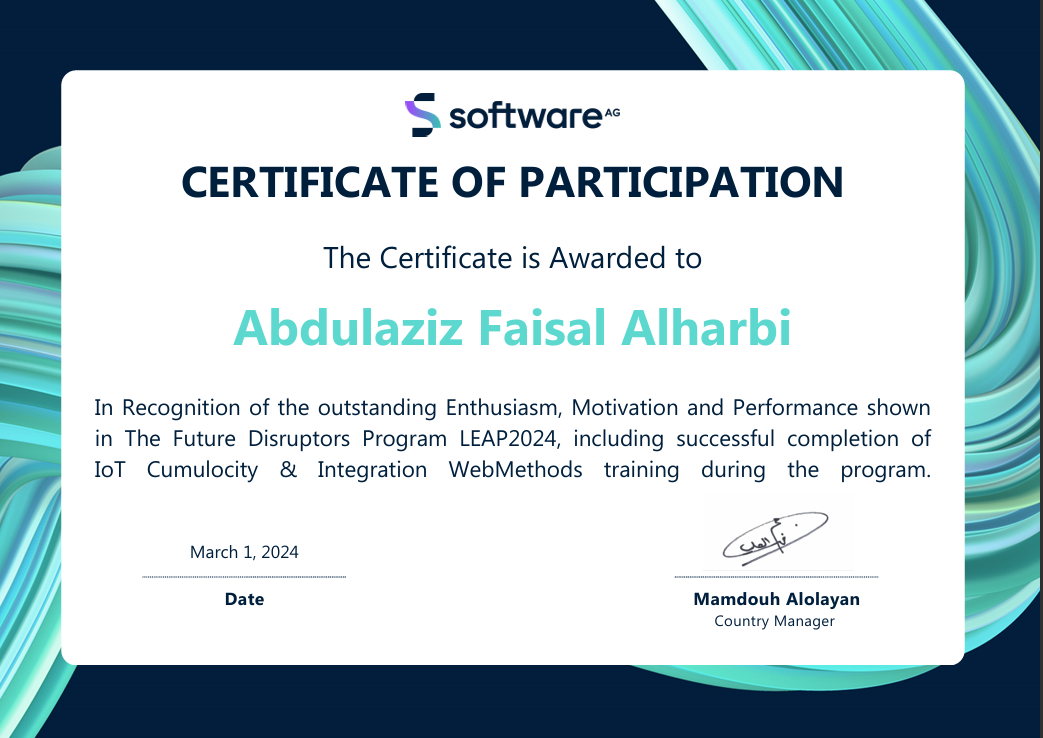 software AG
CERTIFICATE OF PARTICIPATION
The Certificate is Awarded to
Abdulaziz Faisal Alharbi
In Recognition of the outstanding Enthusiasm, Motivation and Performance shown
in The Future Disruptors Program LEAP2024, including successful completion of
IoT Cumulocity & Integration WebMethods training during the program.
March 1, 2024
Date
Mamdouh Alolayan
Country Manager